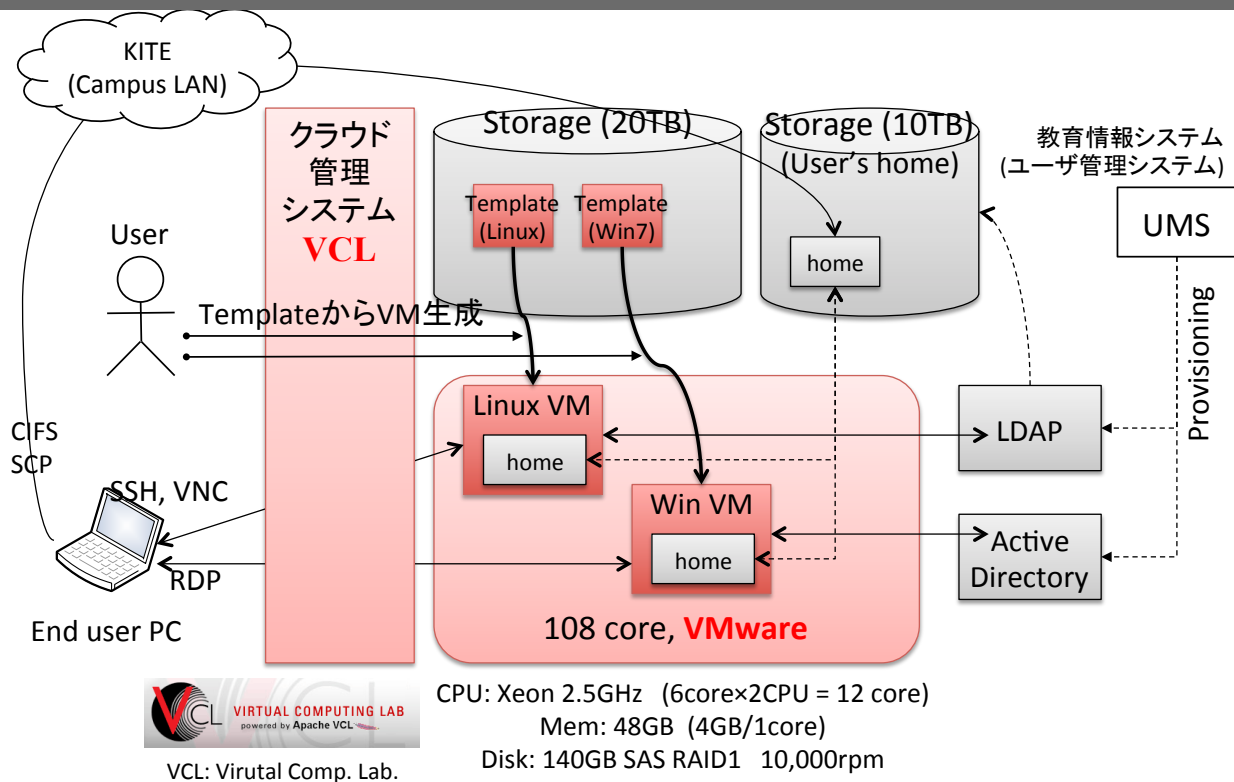 KITE
(Campus LAN)
クラウド
管理
システム
VCL
Storage (20TB)
Template
(Linux)
Template
(Win7)
Storage (10TB)
(User's home)
home
教育情報システム
(ユーザ管理システム)
UMS
Provisioning
User
TemplateからVM生成
Linux VM
home
Win VM
home
108 core, VMware
LDAP
Active
Directory
CIFS
SCP
SSH, VNC
RDP
End user PC
VCL VIRTUAL COMPUTING LAB
powered by Apache VCL
VCL: Virutal Comp. Lab.
CPU: Xeon 2.5GHz (6core×2CPU = 12 core)
Mem: 48GB (4GB/1core)
Disk: 140GB SAS RAID1 10,000rpm